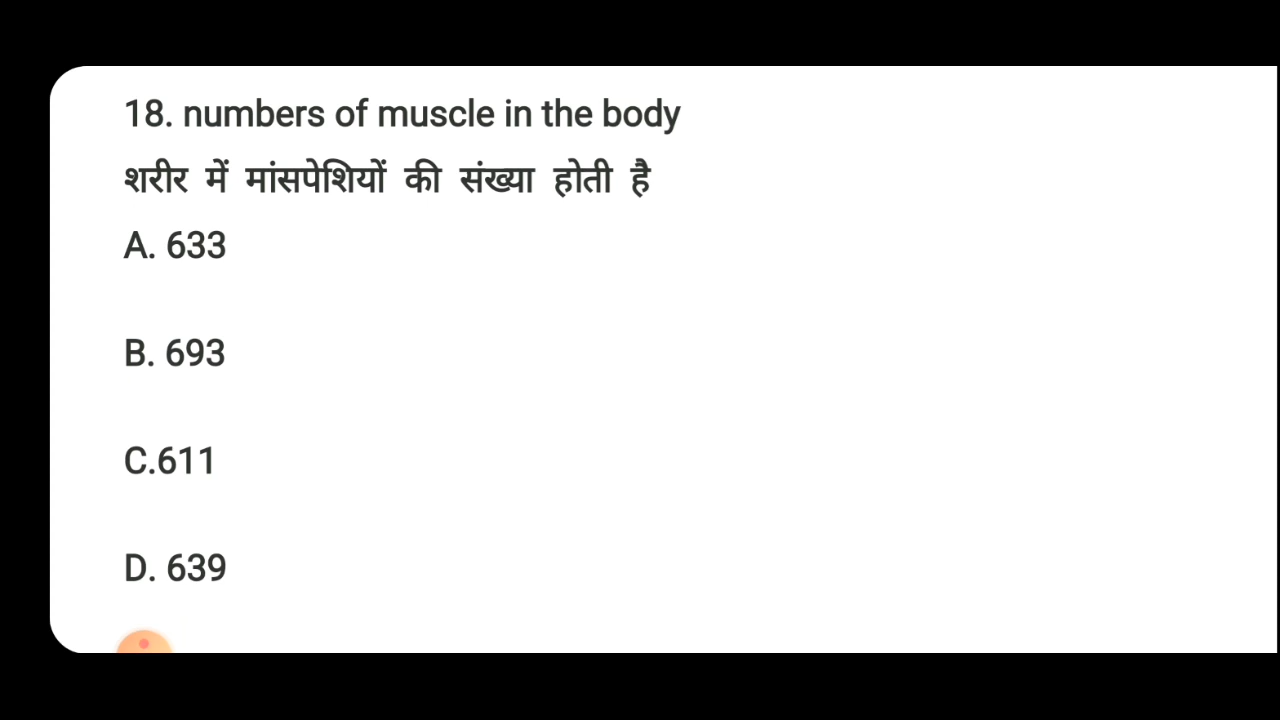 18. numbers of muscle in the body
शरीर में मांसपेशियों की संख्या होती है
A. 633
B. 693
C.611
D. 639